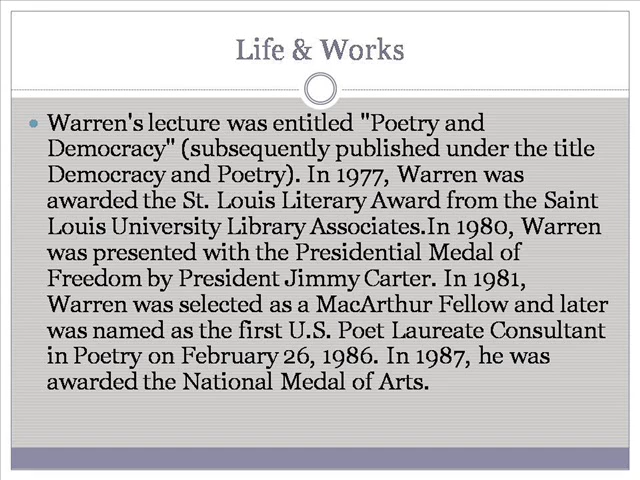 Life & Works
• Warren's lecture was entitled "Poetry and
Democracy" (subsequently published under the title
Democracy and Poetry). In 1977, Warren was
awarded the St. Louis Literary Award from the Saint
Louis University Library Associates.In 1980, Warren
was presented with the Presidential Medal of
Freedom by President Jimmy Carter. In 1981,
Warren was selected as a MacArthur Fellow and later
was named as the first U.S. Poet Laureate Consultant
in Poetry on February 26, 1986. In 1987, he was
awarded the National Medal of Arts.